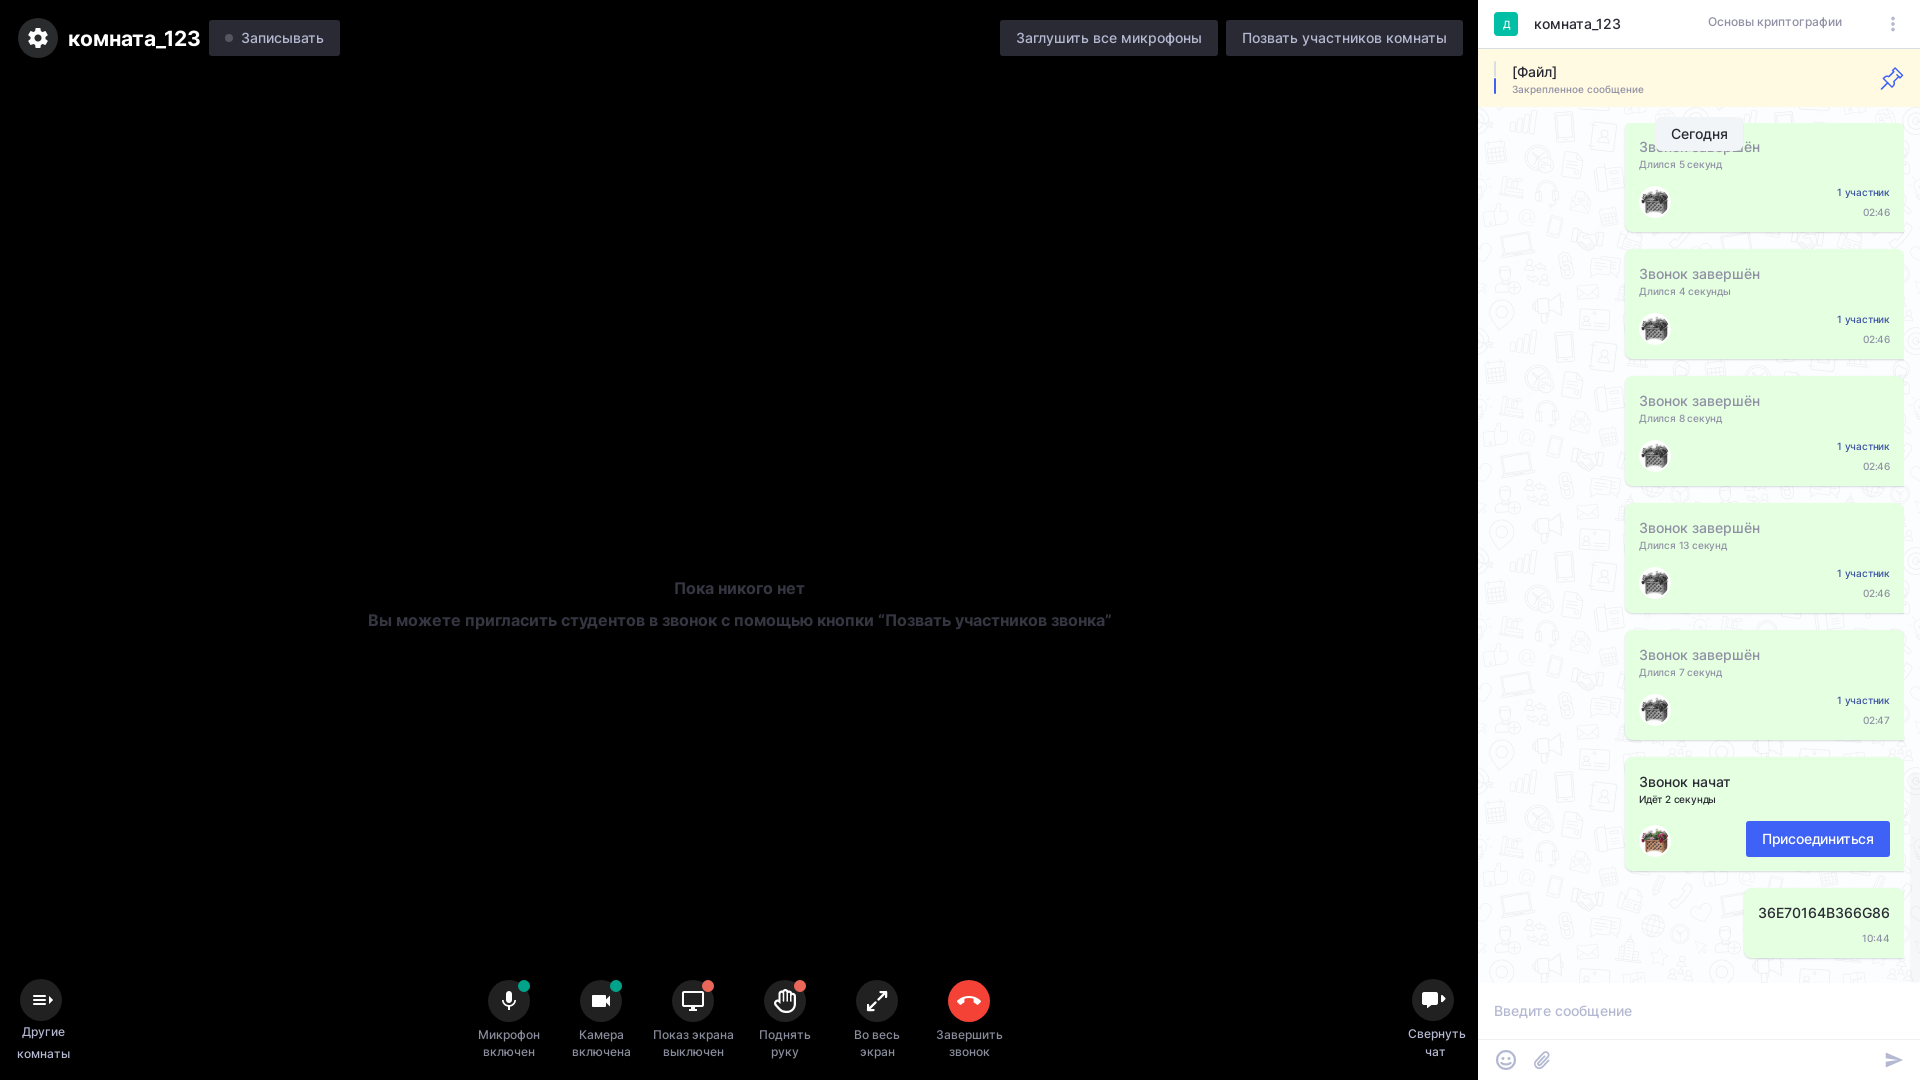 комната_123
Записывать
Заглушить все микрофоны
Позвать участников комнаты
Пока никого нет
Вы можете пригласить студентов в звонок с помощью кнопки “Позвать участников звонка”
Другие
комнаты
Микрофон
включен
Камера
включена
Показ экрана
выключен
Поднять
руку
Во весь
экран
Завершить
звонок
Свернуть
чат
Д
комната_123
Основы криптографии
[Файл]
Закрепленное сообщение
Сегодня
Длился 5 секунд
1 участник
02:46
Звонок завершён
Длился 4 секунды
1 участник
02:46
Звонок завершён
Длился 8 секунд
1 участник
02:46
Звонок завершён
Длился 13 секунд
1 участник
02:46
Звонок завершён
Длился 7 секунд
1 участник
02:47
Звонок начат
Идёт 2 секунды
Присоединиться
36E70164B366G86
10:44
Введите сообщение